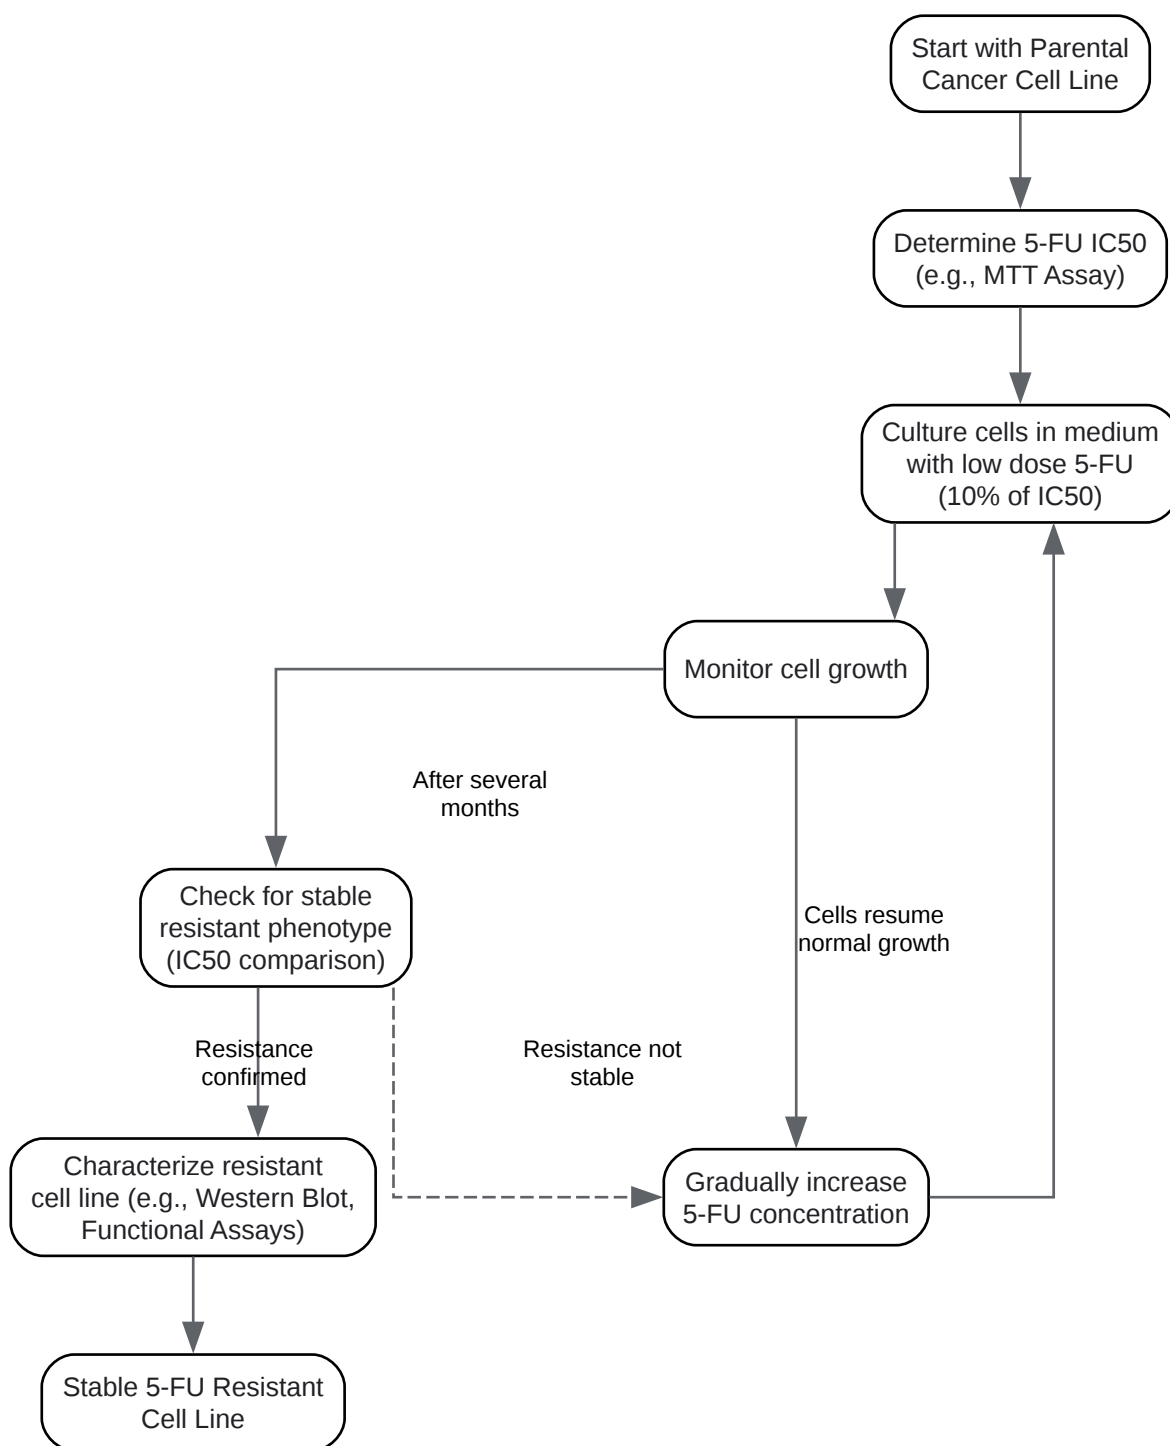 Start with Parental
Cancer Cell Line
Determine 5-FU IC50
(e.g., MTT Assay)
Culture cells in medium
with low dose 5-FU
(10% of IC50)
Monitor cell growth
After several
months
Check for stable
resistant phenotype
(IC50 comparison)
Cells resume
normal growth
Resistance
confirmed
Resistance not
stable
Characterize resistant
cell line (e.g., Western Blot,
Functional Assays)
Gradually increase
5-FU concentration
Stable 5-FU Resistant
Cell Line